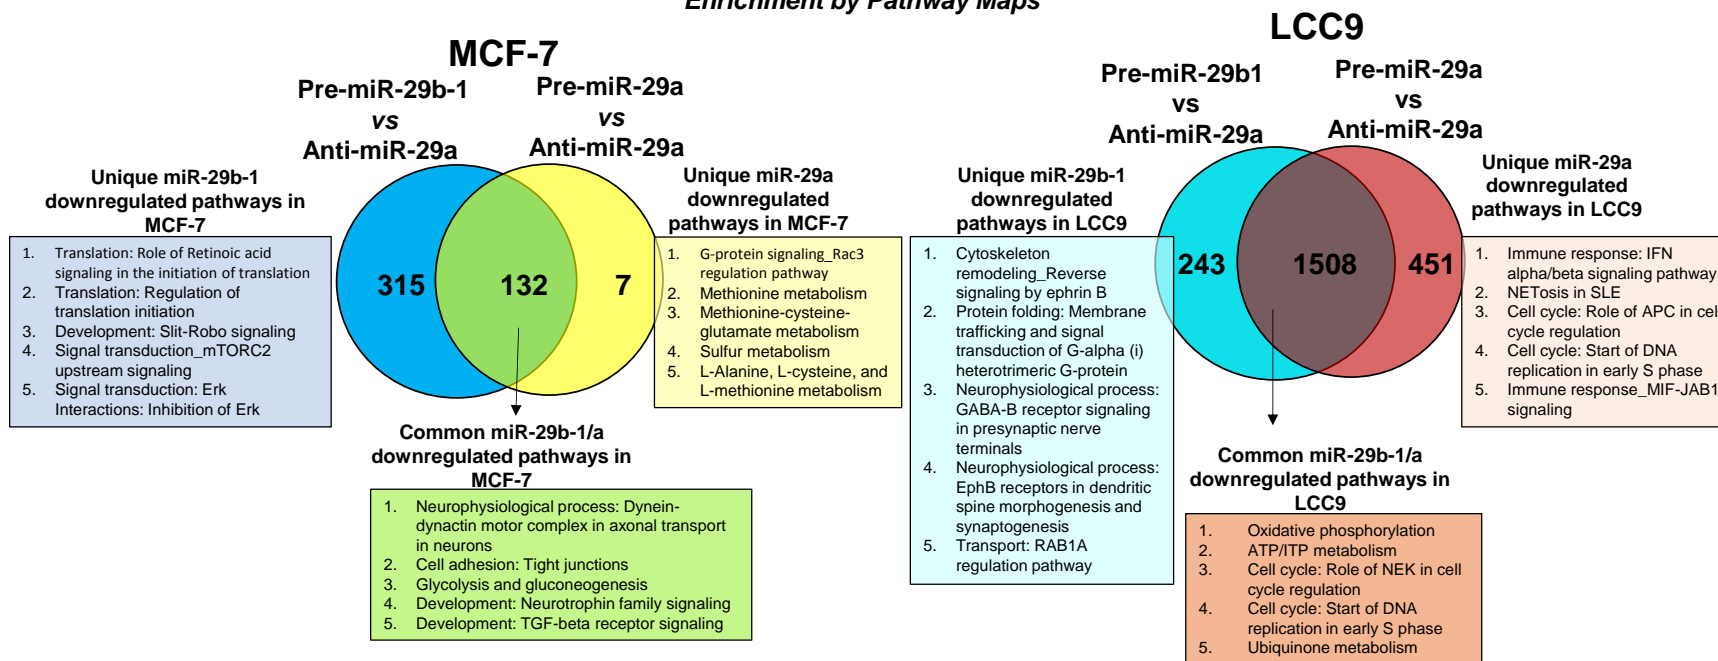 Enrichment by Pathway Maps
MCF-7
Pre-miR-29b-1
vs
Anti-miR-29a
Pre-miR-29a
vs
Anti-miR-29a
Unique miR-29b-1
downregulated pathways in
MCF-7
1. Translation: Role of Retinoic acid
signaling in the initiation of translation
2. Translation: Regulation of
translation initiation
3. Development: Slit-Robo signaling
4. Signal transduction_mTORC2
upstream signaling
5. Signal transduction: Erk
Interactions: Inhibition of Erk
315
132
7
Unique miR-29a
downregulated
pathways in MCF-7
1. G-protein signaling_Rac3
regulation pathway
2. Methionine metabolism
3. Methionine-cysteine-
glutamate metabolism
4. Sulfur metabolism
5. L-Alanine, L-cysteine, and
L-methionine metabolism
Common miR-29b-1/a
downregulated pathways in
MCF-7
1. Neurophysiological process: Dynein-
dynactin motor complex in axonal transport
in neurons
2. Cell adhesion: Tight junctions
3. Glycolysis and gluconeogenesis
4. Development: Neurotrophin family signaling
5. Development: TGF-beta receptor signaling
LCC9
Pre-miR-29b1
vs
Anti-miR-29a
Pre-miR-29a
vs
Anti-miR-29a
Unique miR-29b-1
downregulated
pathways in LCC9
1. Cytoskeleton
remodeling_Reverse
signaling by ephrin B
2. Protein folding: Membrane
trafficking and signal
transduction of G-alpha (i)
heterotrimeric G-protein
3. Neurophysiological process:
GABA-B receptor signaling
in presynaptic nerve
terminals
4. Neurophysiological process:
EphB receptors in dendritic
spine morphogenesis and
synaptogenesis
5. Transport: RAB1A
regulation pathway
243
1508
451
Unique miR-29a
downregulated
pathways in LCC9
1. Immune response: IFN
alpha/beta signaling pathway
2. NETosis in SLE
3. Cell cycle: Role of APC in cell
cycle regulation
4. Cell cycle: Start of DNA
replication in early S phase
5. Immune response_MIF-JAB1
signaling
Common miR-29b-1/a
downregulated pathways in
LCC9
1. Oxidative phosphorylation
2. ATP/ITP metabolism
3. Cell cycle: Role of NEK in cell
cycle regulation
4. Cell cycle: Start of DNA
replication in early S phase
5. Ubiquinone metabolism